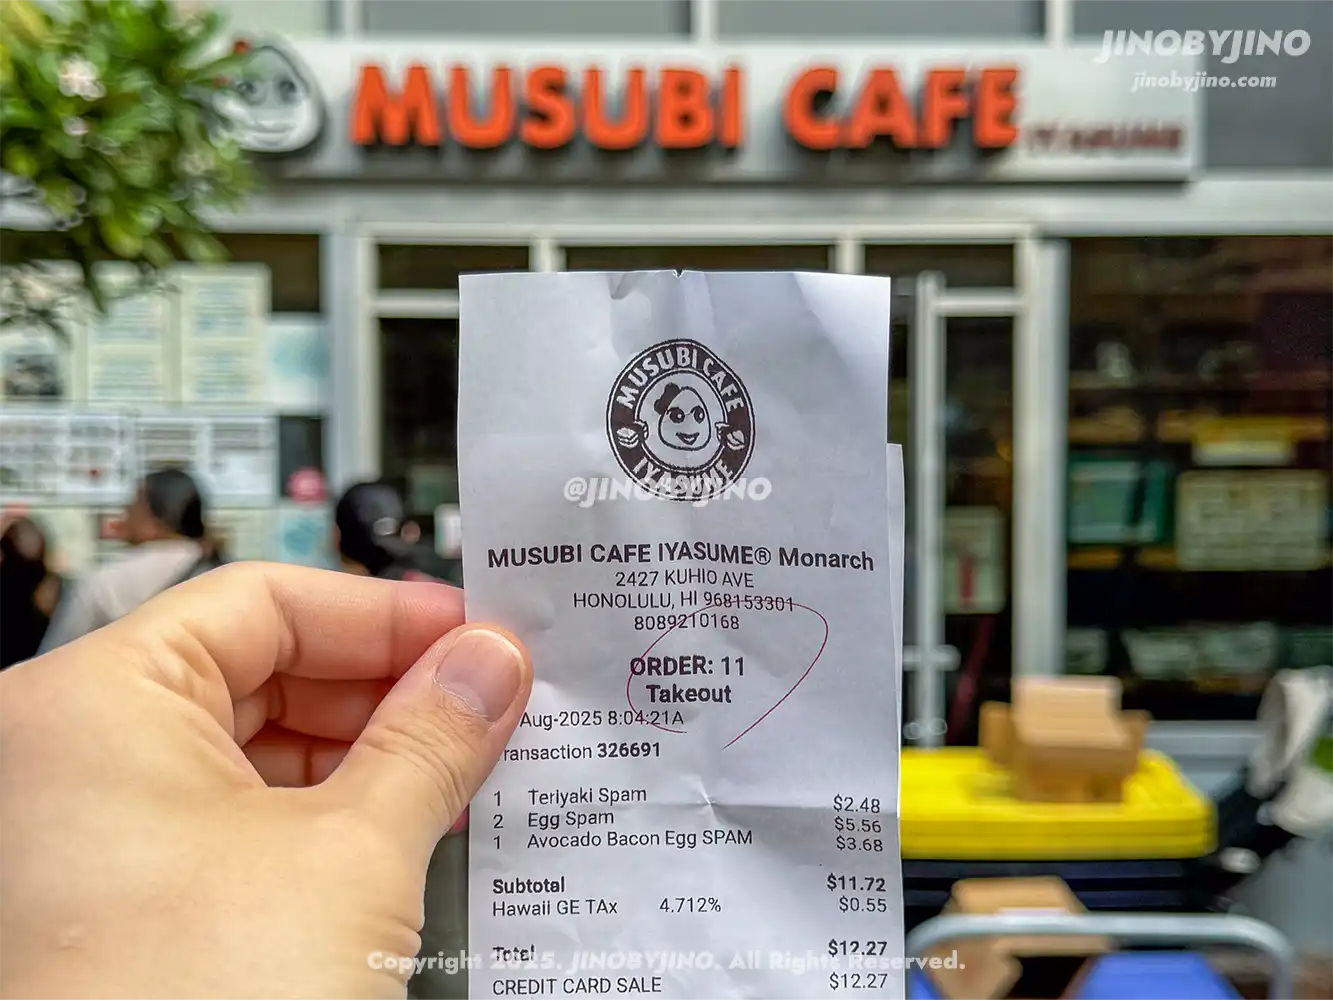 JINOBYJINO
jinobyjino.com
MUSUBI CAFE IYASUME
MUSUBI CAFE
IYASUME
@JINOBYJINO
MUSUBI CAFE IYASUME® Monarch
2427 KUHIO AVE
HONOLULU, HI 968153301
8089210168
ORDER: 11
Takeout
Aug-2025 8:04:21A
ransaction 326691
1 Teriyaki Spam $2.48
2 Egg Spam $5.56
1 Avocado Bacon Egg SPAM $3.68
Subtotal $11.72
Hawaii GE TAx 4.712% $0.55
Total $12.27
Copyright 2025. JINOBYJINO. All Rights Reserved.
CREDIT CARD SALE $12.27